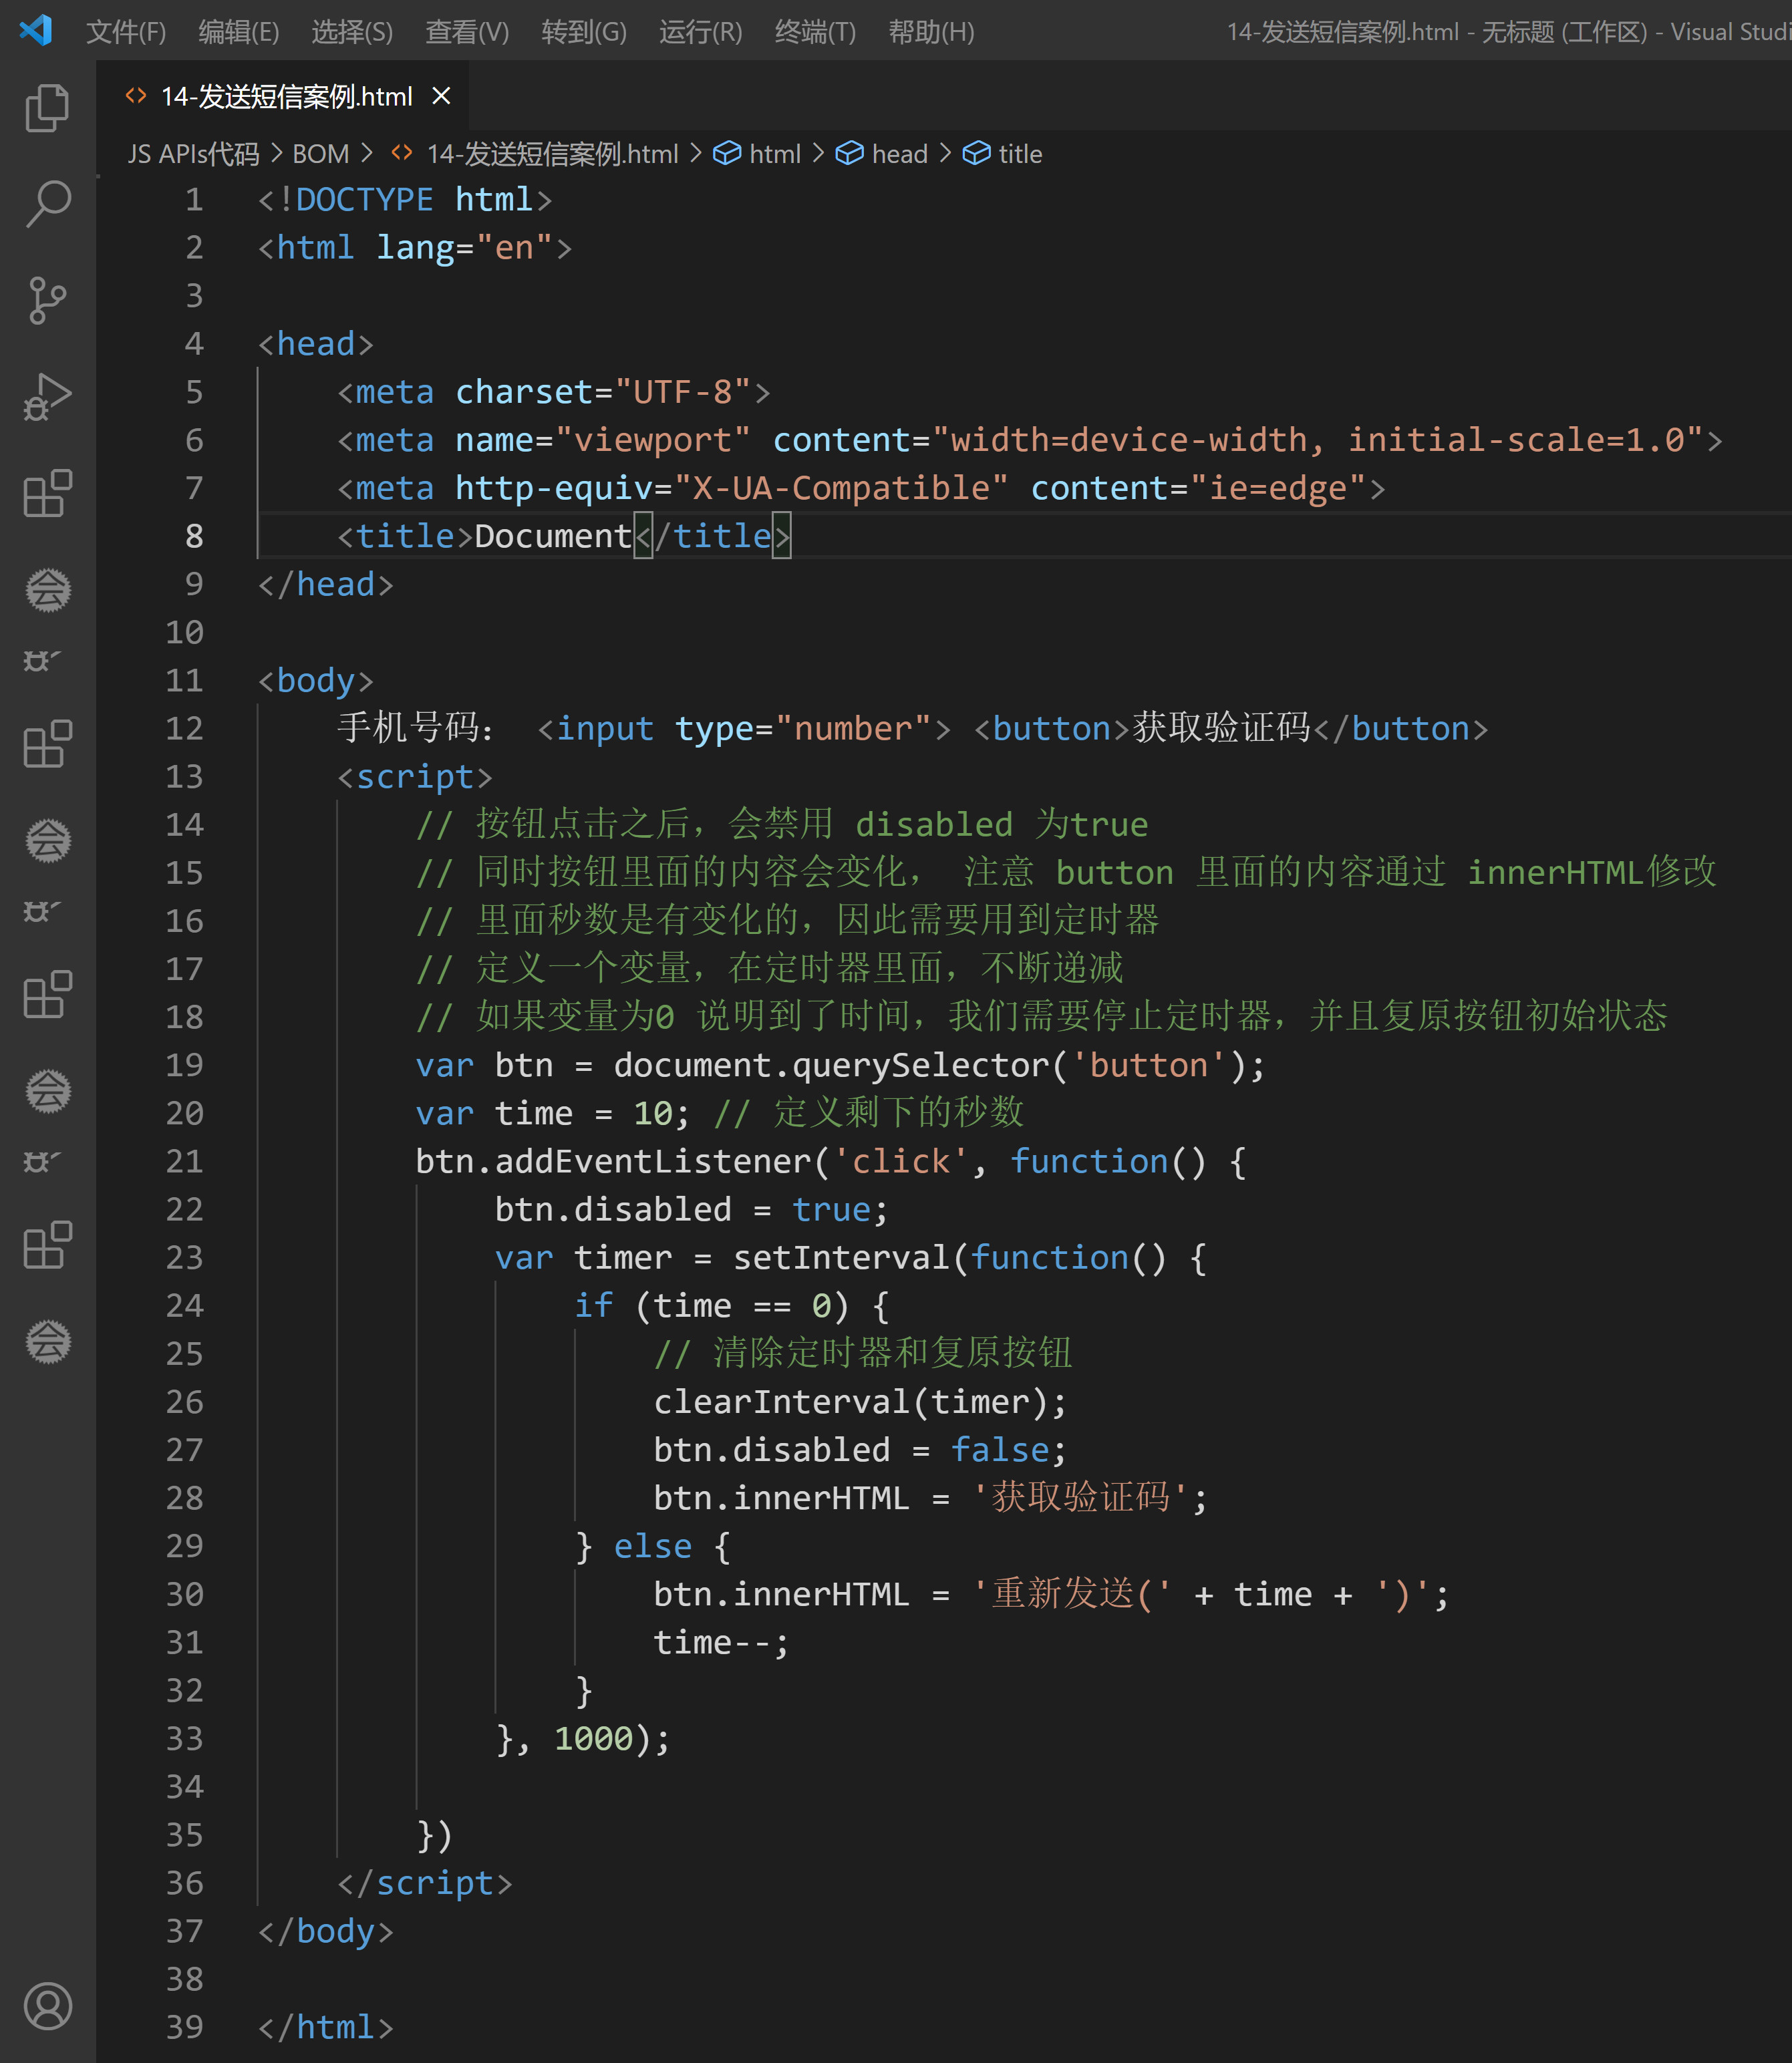 文件(F) 编辑(E) 选择(S) 查看(V) 转到(G) 运行(R) 终端(T) 帮助(H) 14-发送短信案例.html - 无标题 (工作区) - Visual Studi
14-发送短信案例.html
JS APIs代码 > BOM > 14-发送短信案例.html > html > head > title
1 <!DOCTYPE html>
2 <html lang="en">
3
4 <head>
5     <meta charset="UTF-8">
6     <meta name="viewport" content="width=device-width, initial-scale=1.0">
7     <meta http-equiv="X-UA-Compatible" content="ie=edge">
8     <title>Document</title>
9 </head>
10
11 <body>
12     手机号码： <input type="number"> <button>获取验证码</button>
13     <script>
14         // 按钮点击之后，会禁用 disabled 为true
15         // 同时按钮里面的内容会变化， 注意 button 里面的内容通过 innerHTML修改
16         // 里面秒数是有变化的，因此需要用到定时器
17         // 定义一个变量，在定时器里面，不断递减
18         // 如果变量为0 说明到了时间，我们需要停止定时器，并且复原按钮初始状态
19         var btn = document.querySelector('button');
20         var time = 10; // 定义剩下的秒数
21         btn.addEventListener('click', function() {
22             btn.disabled = true;
23             var timer = setInterval(function() {
24                 if (time == 0) {
25                     // 清除定时器和复原按钮
26                     clearInterval(timer);
27                     btn.disabled = false;
28                     btn.innerHTML = '获取验证码';
29                 } else {
30                     btn.innerHTML = '重新发送(' + time + ')';
31                     time--;
32                 }
33             }, 1000);
34
35         })
36     </script>
37 </body>
38
39 </html>